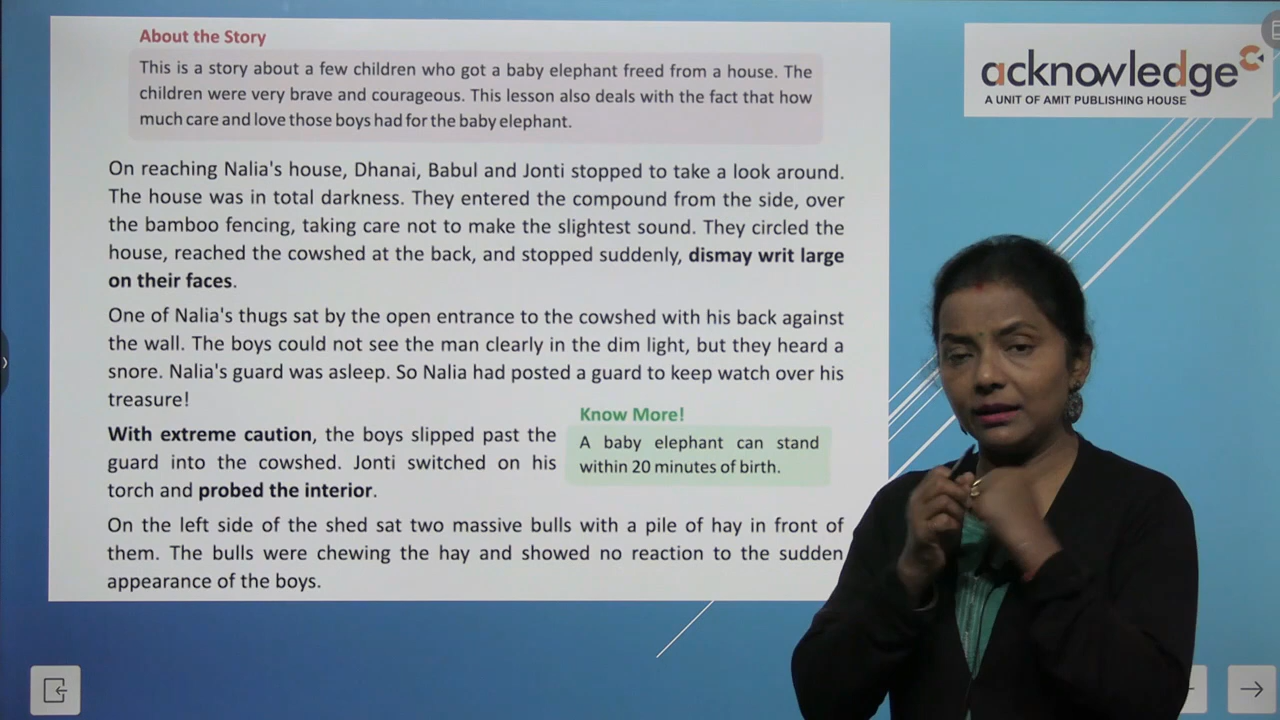 About the Story
This is a story about a few children who got a baby elephant freed from a house. The
children were very brave and courageous. This lesson also deals with the fact that how
much care and love those boys had for the baby elephant.
On reaching Nalia's house, Dhanai, Babul and Jonti stopped to take a look around.
The house was in total darkness. They entered the compound from the side, over
the bamboo fencing, taking care not to make the slightest sound. They circled the
house, reached the cowshed at the back, and stopped suddenly, dismay writ large
on their faces.
One of Nalia's thugs sat by the open entrance to the cowshed with his back against
the wall. The boys could not see the man clearly in the dim light, but they heard a
snore. Nalia's guard was asleep. So Nalia had posted a guard to keep watch over his
treasure!
With extreme caution, the boys slipped past the
guard into the cowshed. Jonti switched on his
torch and probed the interior.
Know More!
A baby elephant can stand
within 20 minutes of birth.
On the left side of the shed sat two massive bulls with a pile of hay in front of
them. The bulls were chewing the hay and showed no reaction to the sudden
appearance of the boys.
acknowledge
A UNIT OF AMIT PUBLISHING HOUSE